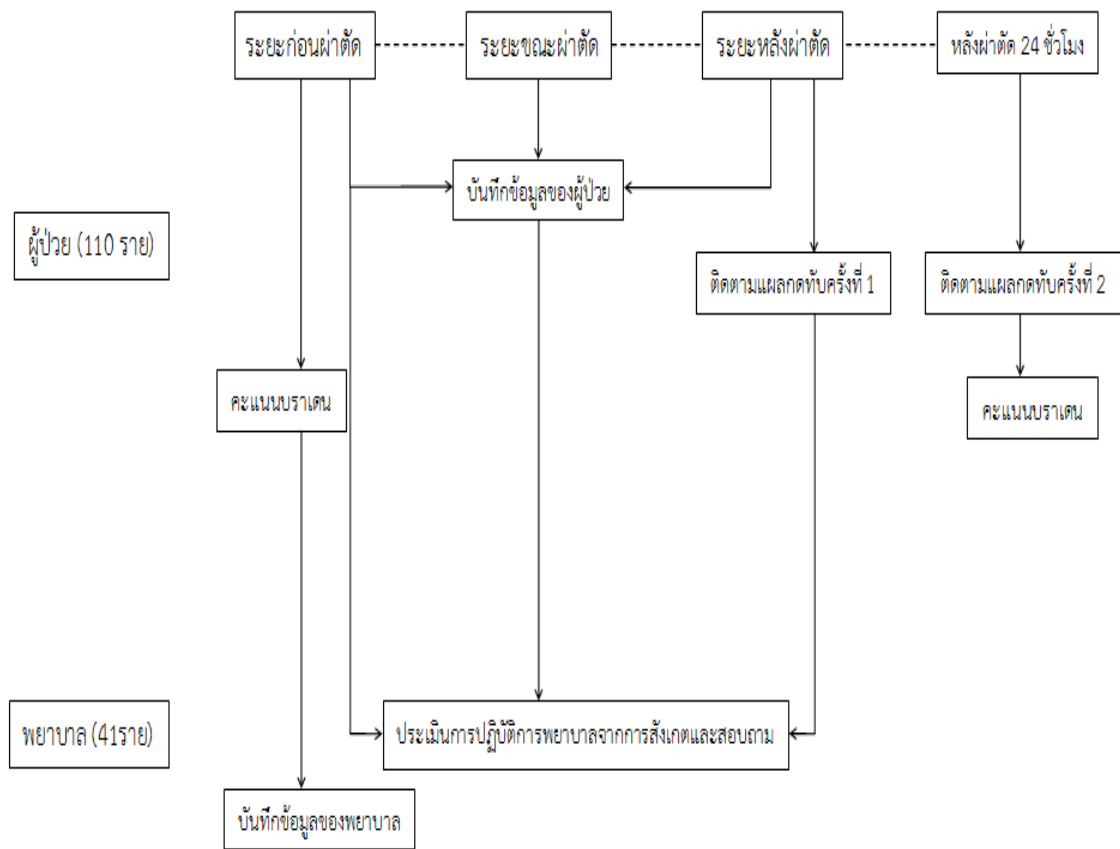 ระยะก่อนผ่าตัด
ระยะขณะผ่าตัด
ระยะหลังผ่าตัด
หลังผ่าตัด 24 ชั่วโมง
บันทึกข้อมูลของผู้ป่วย
ผู้ป่วย (110 ราย)
ติดตามแผลกดทับครั้งที่ 1
ติดตามแผลกดทับครั้งที่ 2
คะแนนบราเดน
คะแนนบราเดน
พยาบาล (41ราย)
ประเมินการปฏิบัติการพยาบาลจากการสังเกตและสอบถาม
บันทึกข้อมูลของพยาบาล